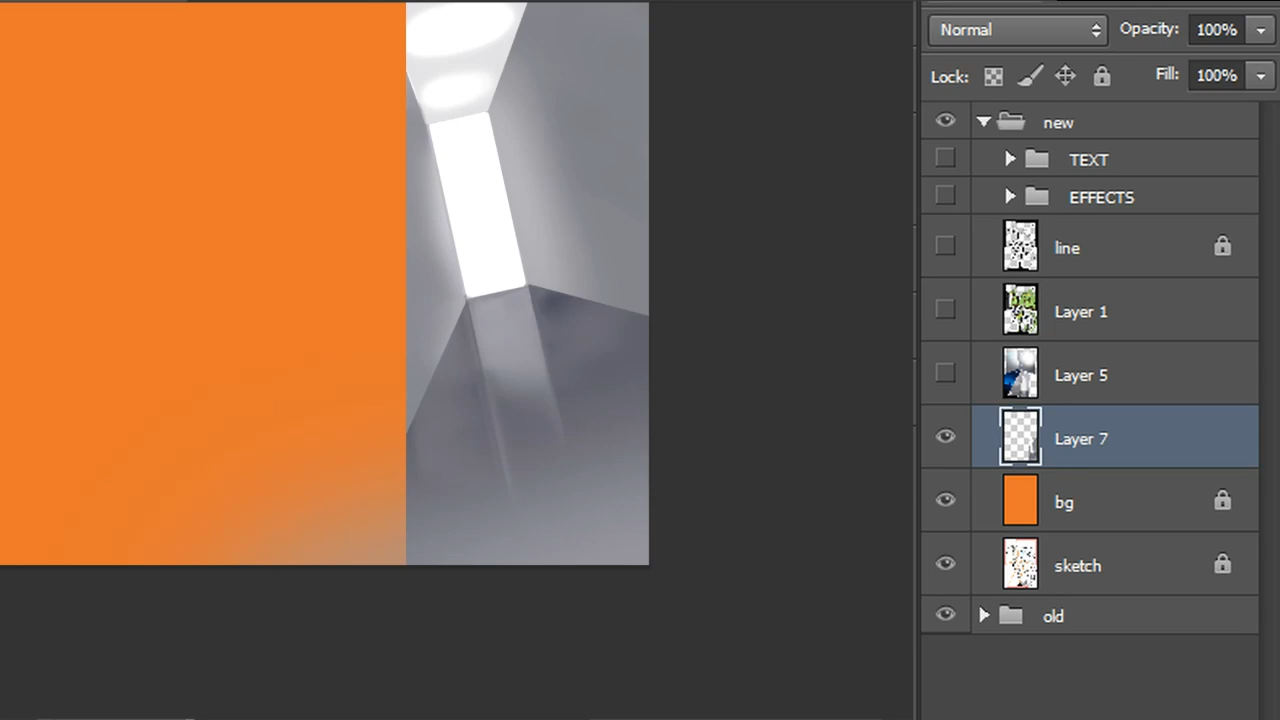 Normal Opacity: 100%
Lock: Fill: 100%
new
TEXT
EFFECTS
line
Layer 1
Layer 5
Layer 7
bg
sketch
old